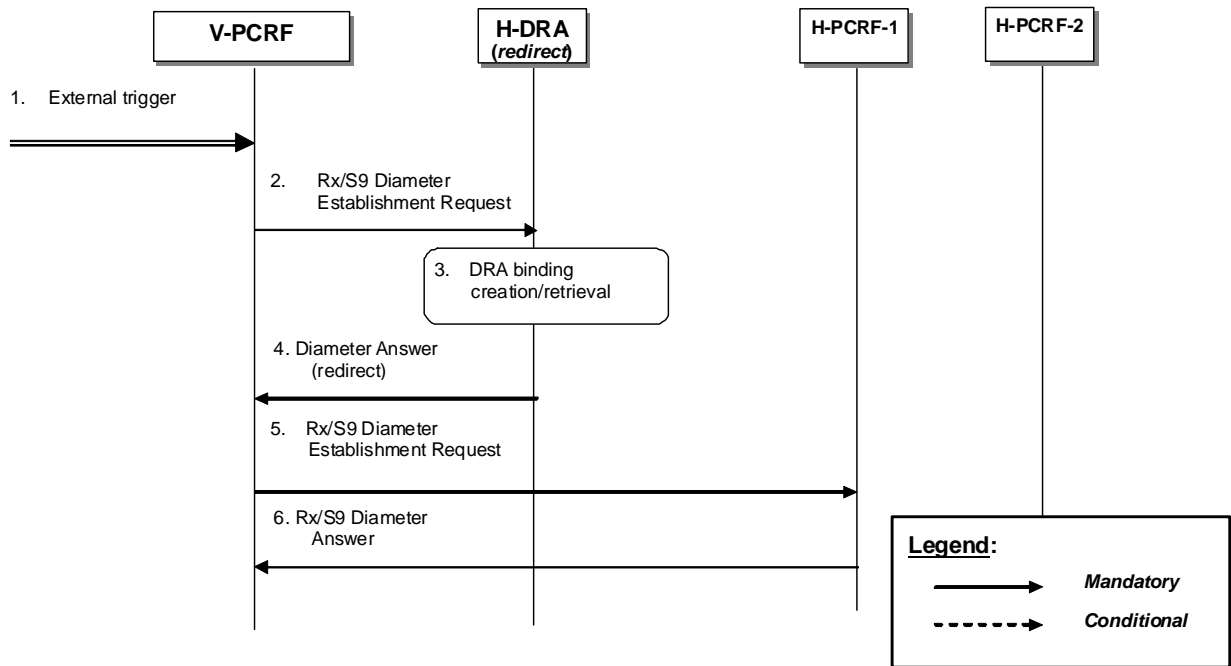 V-PCRF
H-DRA
(redirect)
H-PCRF-1
H-PCRF-2
1. External trigger
2. Rx/S9 Diameter
Establishment Request
3. DRA binding
creation/retrieval
4. Diameter Answer
(redirect)
5. Rx/S9 Diameter
Establishment Request
6. Rx/S9 Diameter
Answer
Legend:
Mandatory
Conditional